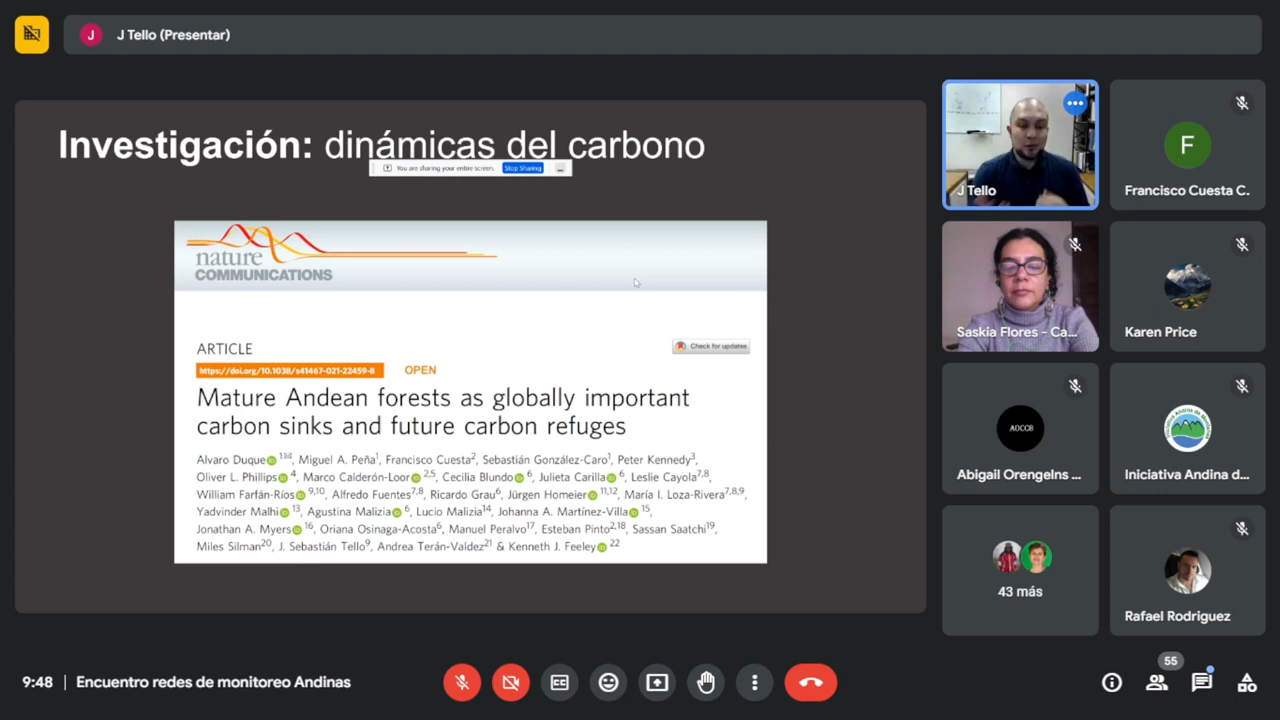 J
J Tello (Presentar)
Investigación: dinámicas del carbono
You are sharing your entire screen.
Stop Sharing
nature
COMMUNICATIONS
ARTICLE
Check for updates
https://doi.org/10.1038/s41467-021-22459-8
OPEN
Mature Andean forests as globally important
carbon sinks and future carbon refuges
Alvaro Duque 1✉, Miguel A. Peña1, Francisco Cuesta2, Sebastián González-Caro1, Peter Kennedy3,
Oliver L. Phillips 4, Marco Calderón-Loor 2,5, Cecilia Blundo 6, Julieta Carilla 6, Leslie Cayola7,8,
William Farfán-Ríos 9,10, Alfredo Fuentes7,8, Ricardo Grau6, Jürgen Homeier 11,12, María I. Loza-Rivera7,8,9,
Yadvinder Malhi 13, Agustina Malizia 6, Lucio Malizia14, Johanna A. Martínez-Villa 15,
Jonathan A. Myers 16, Oriana Osinaga-Acosta6, Manuel Peralvo17, Esteban Pinto2,18, Sassan Saatchi19,
Miles Silman20, J. Sebastián Tello9, Andrea Terán-Valdez21 & Kenneth J. Feeley 22
J Tello
F
Francisco Cuesta C.
Saskia Flores - Ca...
Karen Price
AOCCB
Abigail OrengeIns ...
Iniciativa Andina d...
43 más
Rafael Rodriguez
9:48 | Encuentro redes de monitoreo Andinas
55